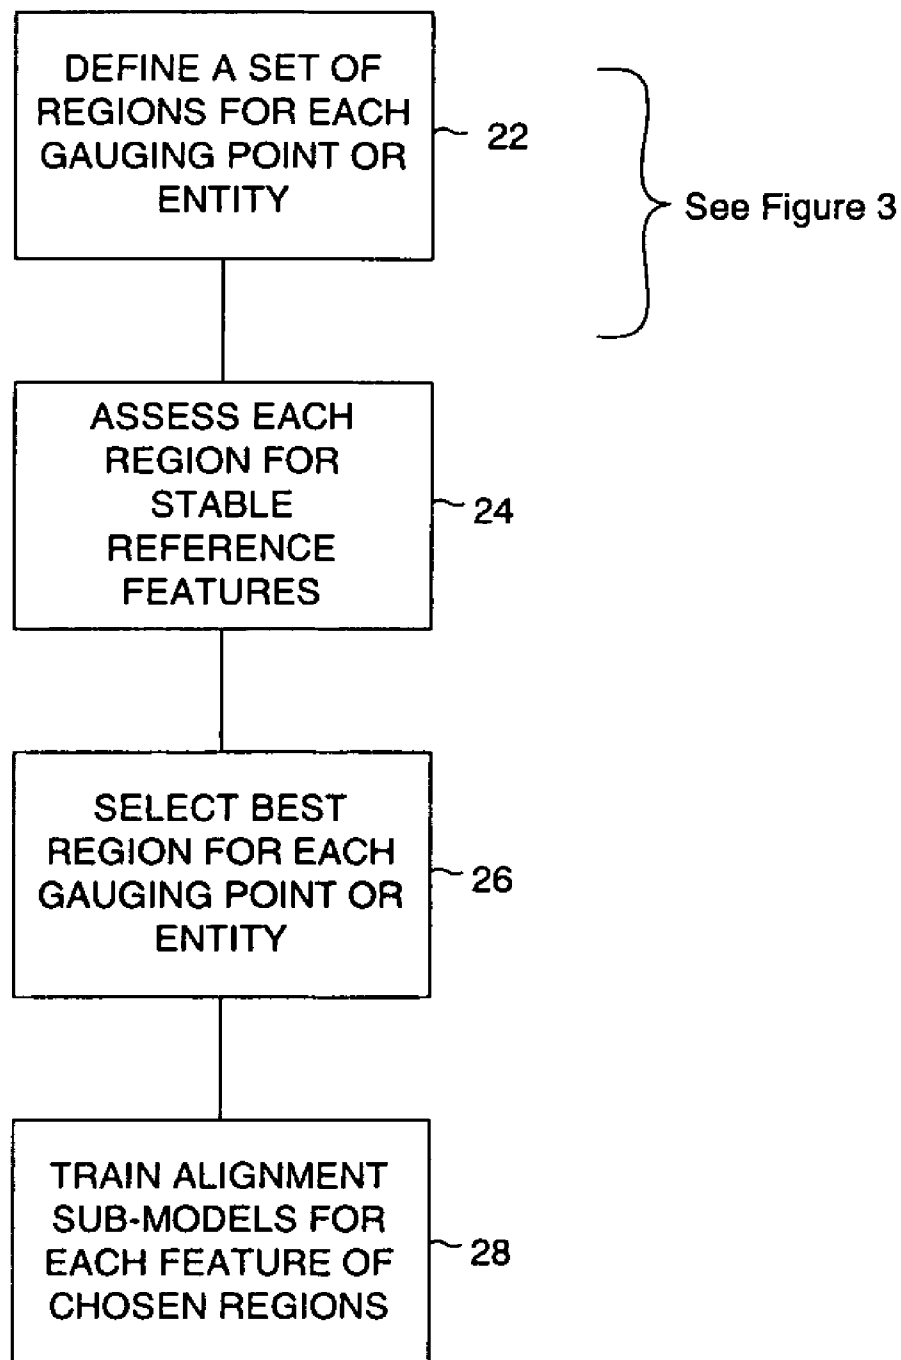 DEFINE A SET OF
REGIONS FOR EACH
GAUGING POINT OR
ENTITY
22
See Figure 3
ASSESS EACH
REGION FOR
STABLE
REFERENCE
FEATURES
24
SELECT BEST
REGION FOR EACH
GAUGING POINT OR
ENTITY
26
TRAIN ALIGNMENT
SUB-MODELS FOR
EACH FEATURE OF
CHOSEN REGIONS
28